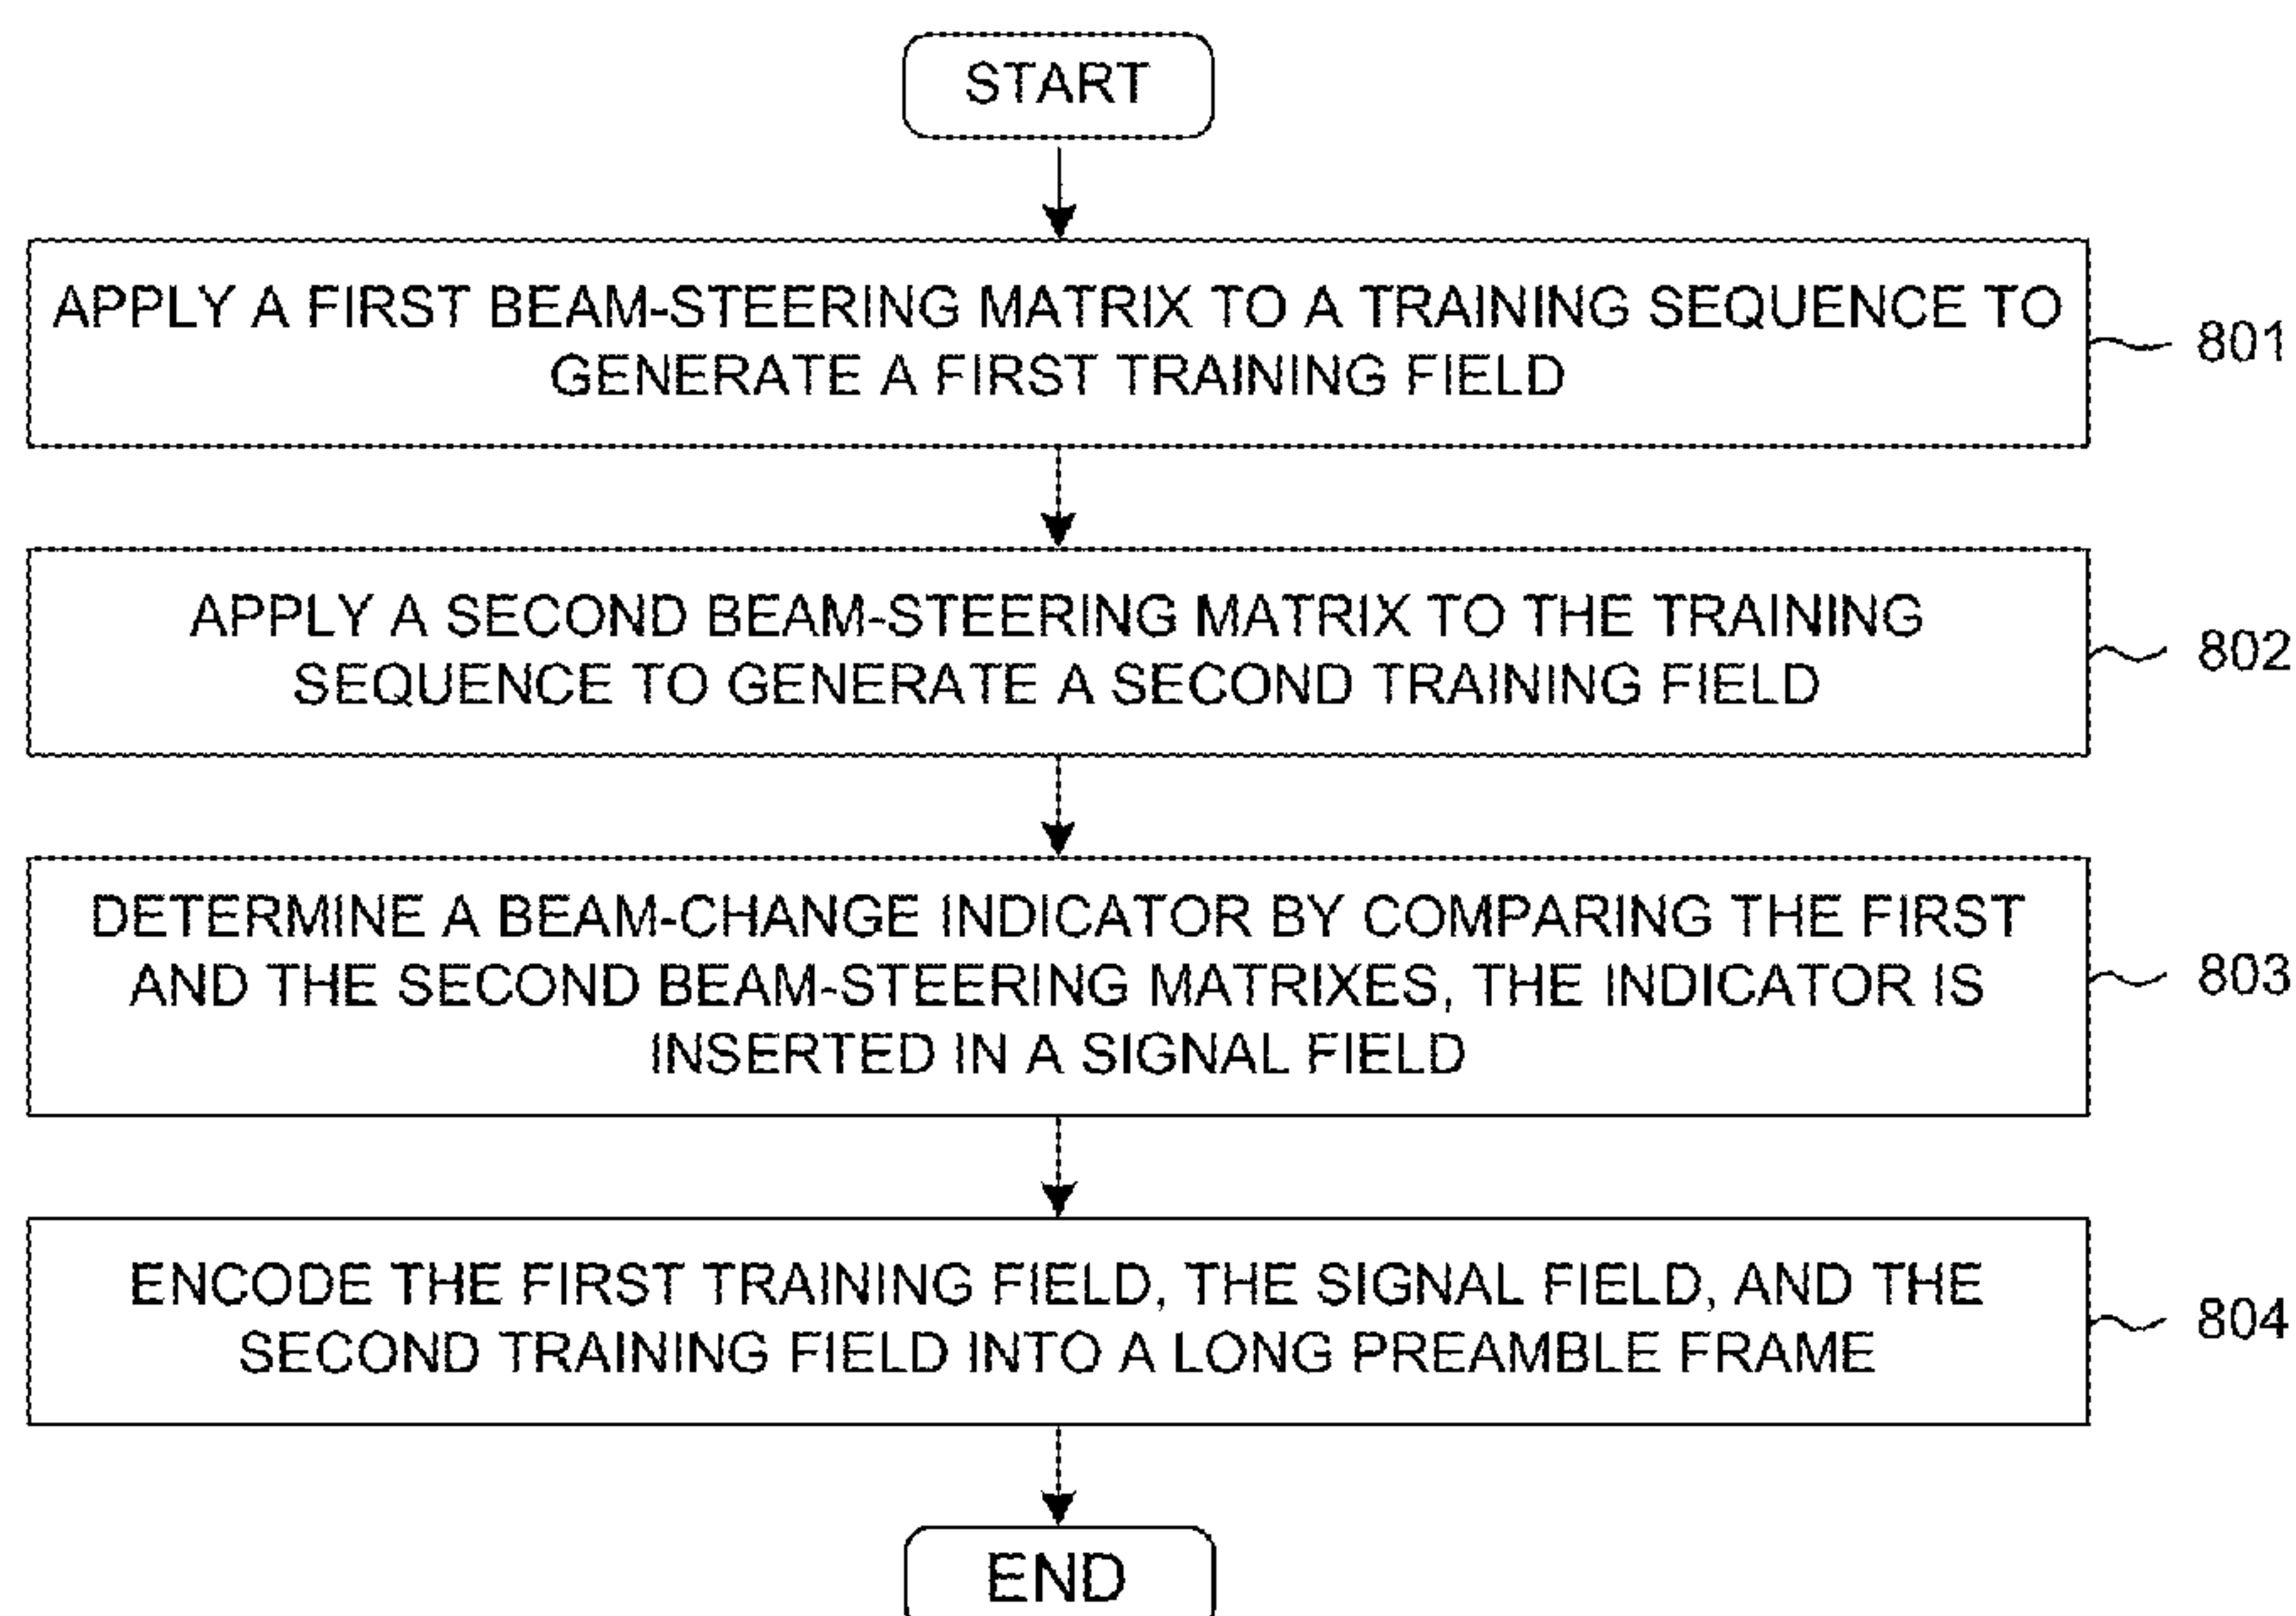 START
APPLY A FIRST BEAM-STEERING MATRIX TO A TRAINING SEQUENCE TO
GENERATE A FIRST TRAINING FIELD
801
APPLY A SECOND BEAM-STEERING MATRIX TO THE TRAINING
SEQUENCE TO GENERATE A SECOND TRAINING FIELD
802
DETERMINE A BEAM-CHANGE INDICATOR BY COMPARING THE FIRST
AND THE SECOND BEAM-STEERING MATRIXES, THE INDICATOR IS
INSERTED IN A SIGNAL FIELD
803
ENCODE THE FIRST TRAINING FIELD, THE SIGNAL FIELD, AND THE
SECOND TRAINING FIELD INTO A LONG PREAMBLE FRAME
804
END